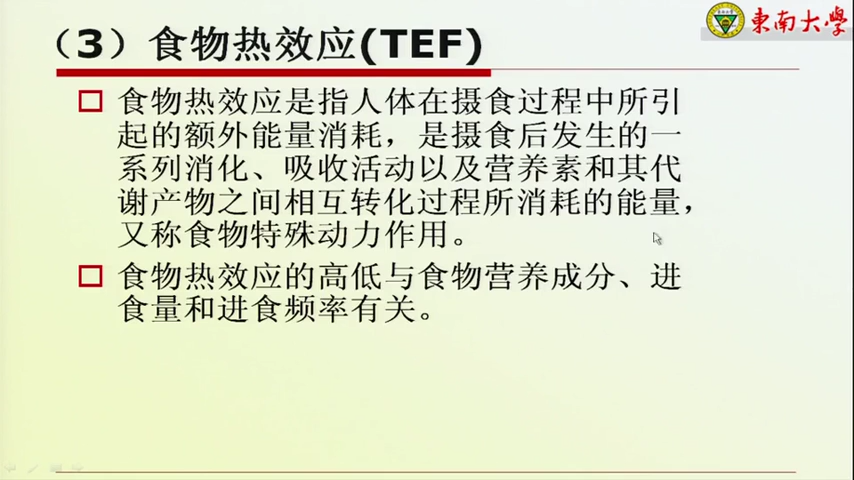 （3）食物热效应(TEF)
東南大學
食物热效应是指人体在摄食过程中所引
起的额外能量消耗，是摄食后发生的一
系列消化、吸收活动以及营养素和其代
谢产物之间相互转化过程所消耗的能量，
又称食物特殊动力作用。
食物热效应的高低与食物营养成分、进
食量和进食频率有关。